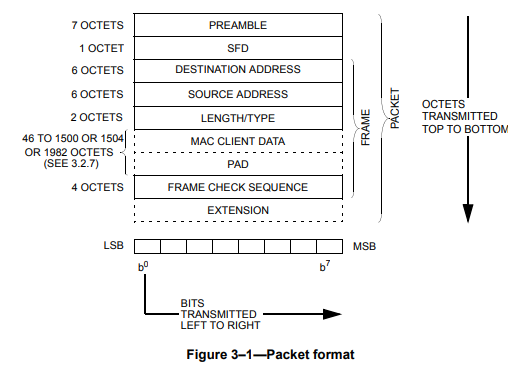 7 OCTETS PREAMBLE
1 OCTET SFD
6 OCTETS DESTINATION ADDRESS
6 OCTETS SOURCE ADDRESS
2 OCTETS LENGTH/TYPE
46 TO 1500 OR 1504
OR 1982 OCTETS
(SEE 3.2.7)
MAC CLIENT DATA
PAD
4 OCTETS FRAME CHECK SEQUENCE
EXTENSION
FRAME
PACKET
OCTETS
TRANSMITTED
TOP TO BOTTOM
LSB MSB
b0 b7
BITS
TRANSMITTED
LEFT TO RIGHT
Figure 3–1—Packet format